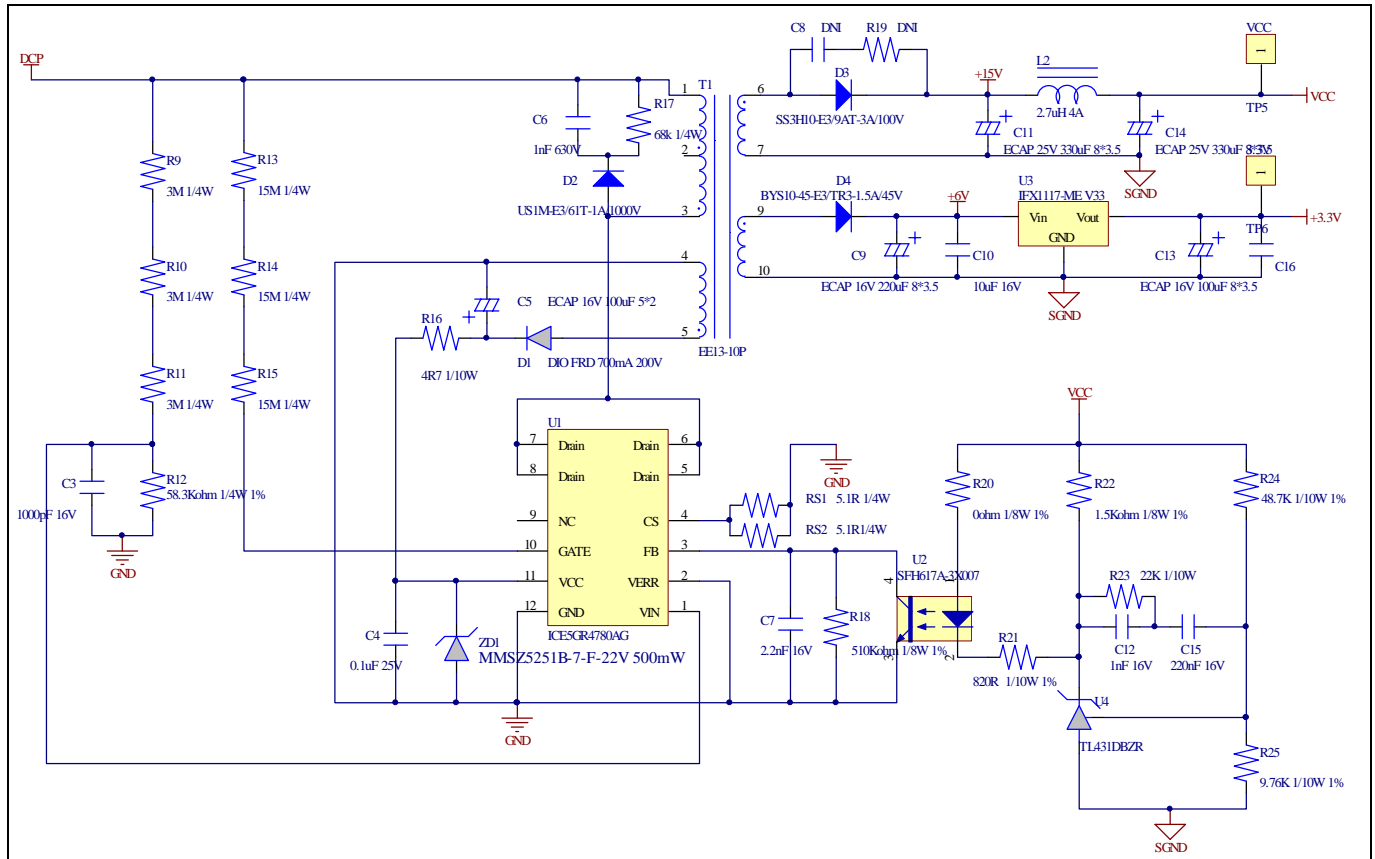 DCP
C8 DNI R19 DNI
VCC
1
D3
+15V
L2
2.7uH 4A
VCC
TP5
SS3H10-E3/9AT-3A/100V
C11
C14
ECAP 25V 330uF 8*3.5
ECAP 25V 330uF 8*3.5
3.3V
SGND
T1
1
2
3
4
5
6
7
9
10
EE13-10P
C6
1nF 630V
R17
68k 1/4W
D2
US1M-E3/61T-1A/1000V
BYS10-45-E3/TR3-1.5A/45V
D4
+6V
U3
IFX1117-ME V33
Vin Vout
GND
1
+3.3V
TP6
C9
ECAP 16V 220uF 8*3.5
C10
10uF 16V
C13
ECAP 16V 100uF 8*3.5
C16
SGND
R9
3M 1/4W
R10
3M 1/4W
R11
3M 1/4W
R13
15M 1/4W
R14
15M 1/4W
R15
15M 1/4W
C5 ECAP 16V 100uF 5*2
R16
4R7 1/10W
D1 DIO FRD 700mA 200V
C3
1000pF 16V
R12
58.3Kohm 1/4W 1%
GND
U1
7 Drain Drain 6
8 Drain Drain 5
9 NC CS 4
10 GATE FB 3
11 VCC VERR 2
12 GND VIN 1
ICE5GR4780AG
GND
RS1 5.1R 1/4W
RS2 5.1R1/4W
C4
0.1uF 25V
ZD1
MMSZ5251B-7-F-22V 500mW
GND
C7
2.2nF 16V
R18
510Kohm 1/8W 1%
U2
SFH617A-3X007
4
1
3
2
VCC
R20
0ohm 1/8W 1%
R22
1.5Kohm 1/8W 1%
R24
48.7K 1/10W 1%
R23 22K 1/10W
C12
1nF 16V
C15
220nF 16V
R21
820R 1/10W 1%
U4
TL431DBZR
R25
9.76K 1/10W 1%
SGND